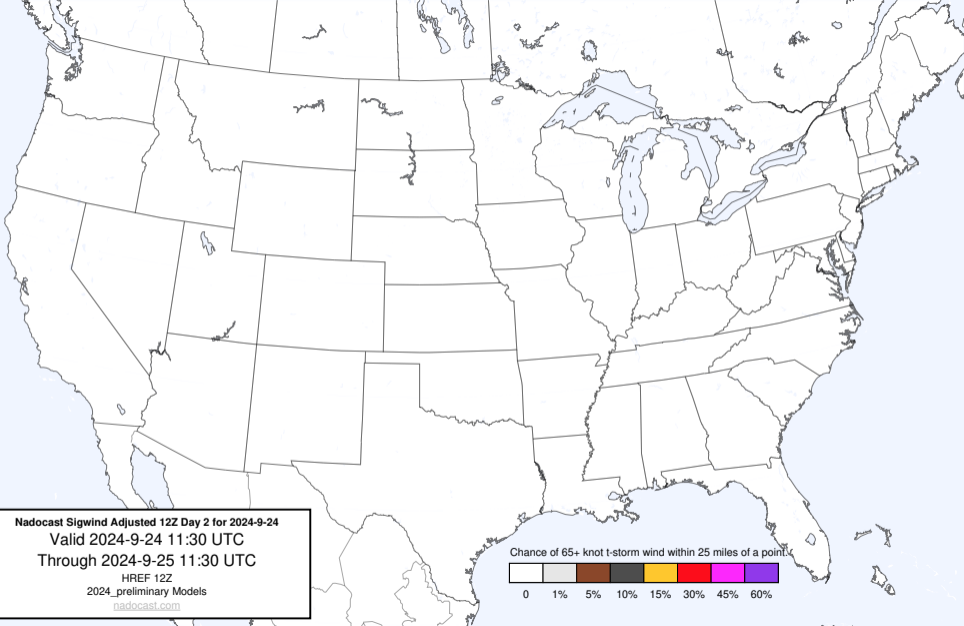 Nadocast Sigwind Adjusted 12Z Day 2 for 2024-9-24
Valid 2024-9-24 11:30 UTC
Through 2024-9-25 11:30 UTC
HREF 12Z
2024_preliminary Models
nadocast.com
Chance of 65+ knot t-storm wind within 25 miles of a point.
0 1% 5% 10% 15% 30% 45% 60%